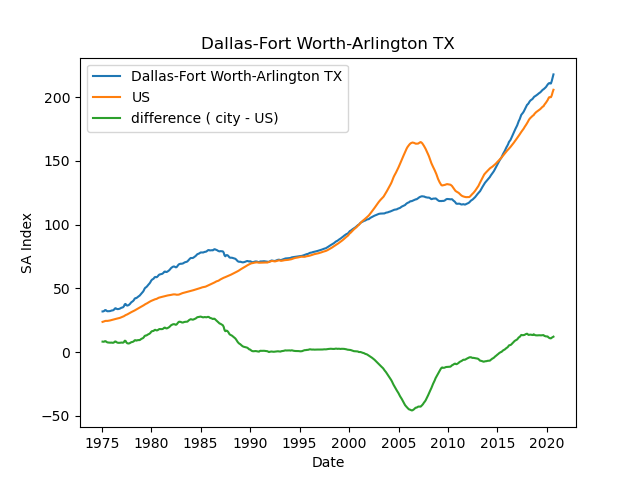 Dallas-Fort Worth-Arlington TX
Dallas-Fort Worth-Arlington TX
US
difference ( city - US)
SA Index
200
150
100
50
0
−50
1975 1980 1985 1990 1995 2000 2005 2010 2015 2020
Date